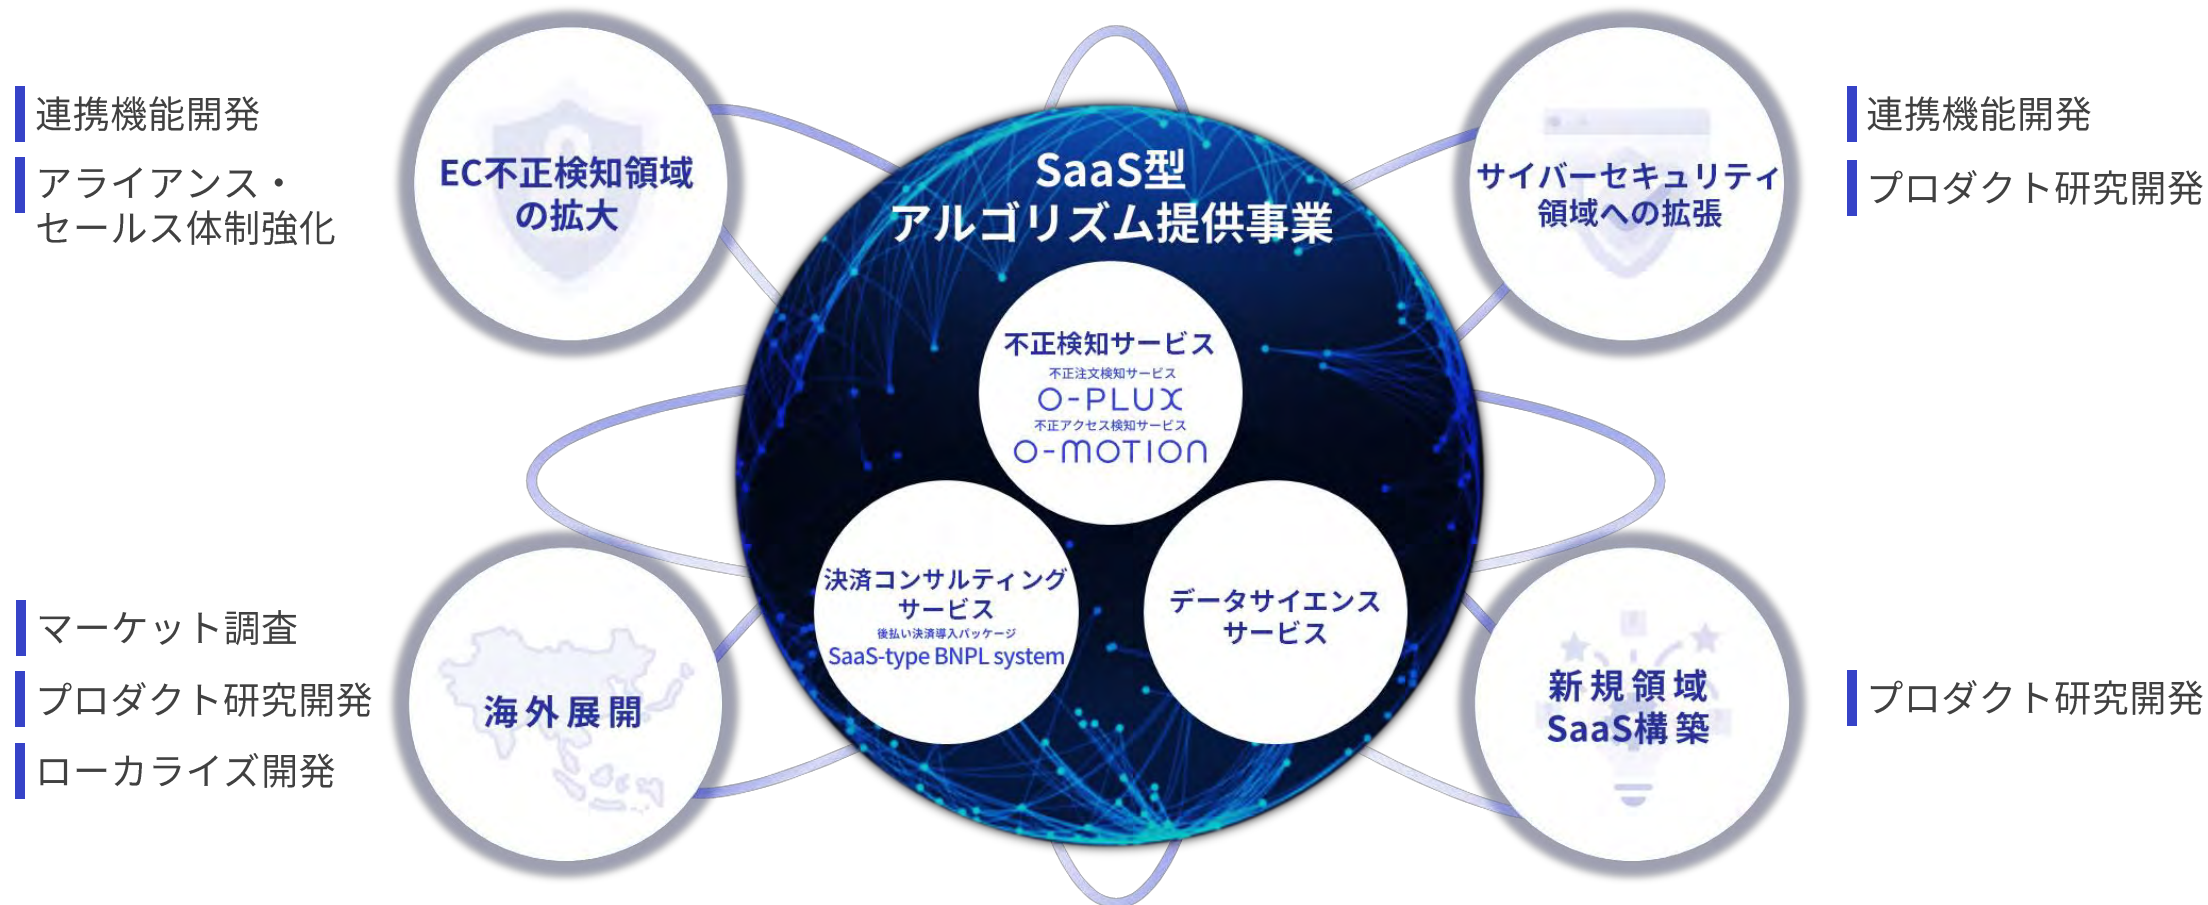 連携機能開発
アライアンス・
セールス体制強化
EC不正検知領域
の拡大
SaaS型
アルゴリズム提供事業
不正検知サービス
不正注文検知サービス
O-PLUX
不正アクセス検知サービス
O-MOTION
決済コンサルティング
サービス
後払い決済導入パッケージ
SaaS-type BNPL system
データサイエンス
サービス
サイバーセキュリティ
領域への拡張
連携機能開発
プロダクト研究開発
マーケット調査
プロダクト研究開発
ローカライズ開発
海外展開
新規領域
SaaS構築
プロダクト研究開発